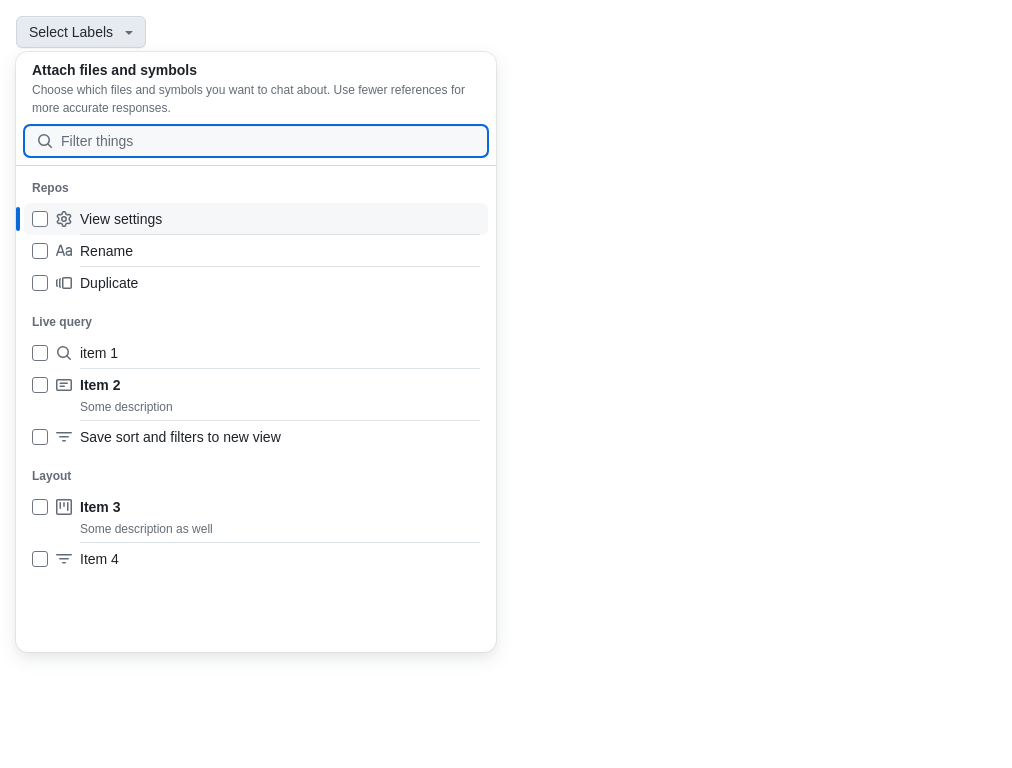 Select Labels
Attach files and symbols
Choose which files and symbols you want to chat about. Use fewer references for
more accurate responses.
Filter things
Repos
View settings
Rename
Duplicate
Live query
item 1
Item 2
Some description
Save sort and filters to new view
Layout
Item 3
Some description as well
Item 4